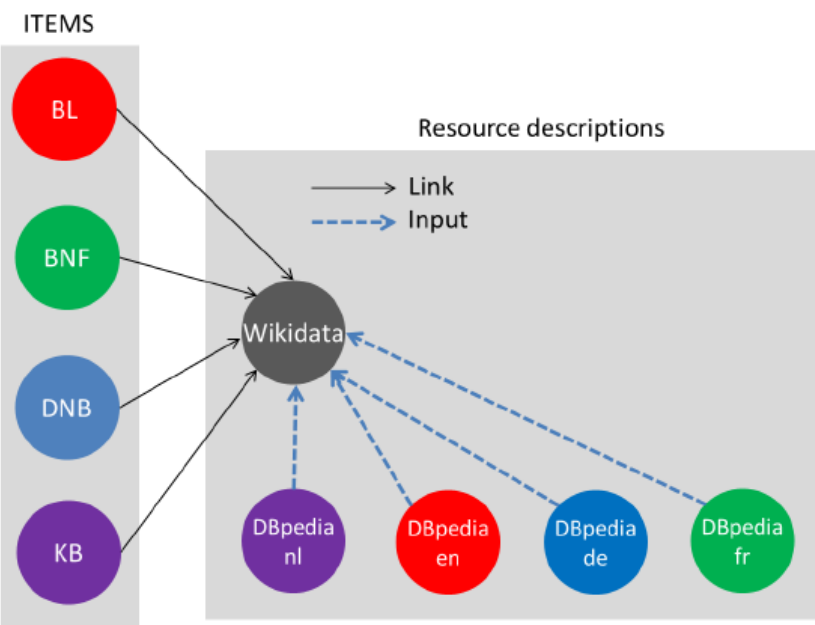 ITEMS
BL
Resource descriptions
Link
Input
BNF
Wikidata
DNB
KB
DBpedia
nl
DBpedia
en
DBpedia
de
DBpedia
fr